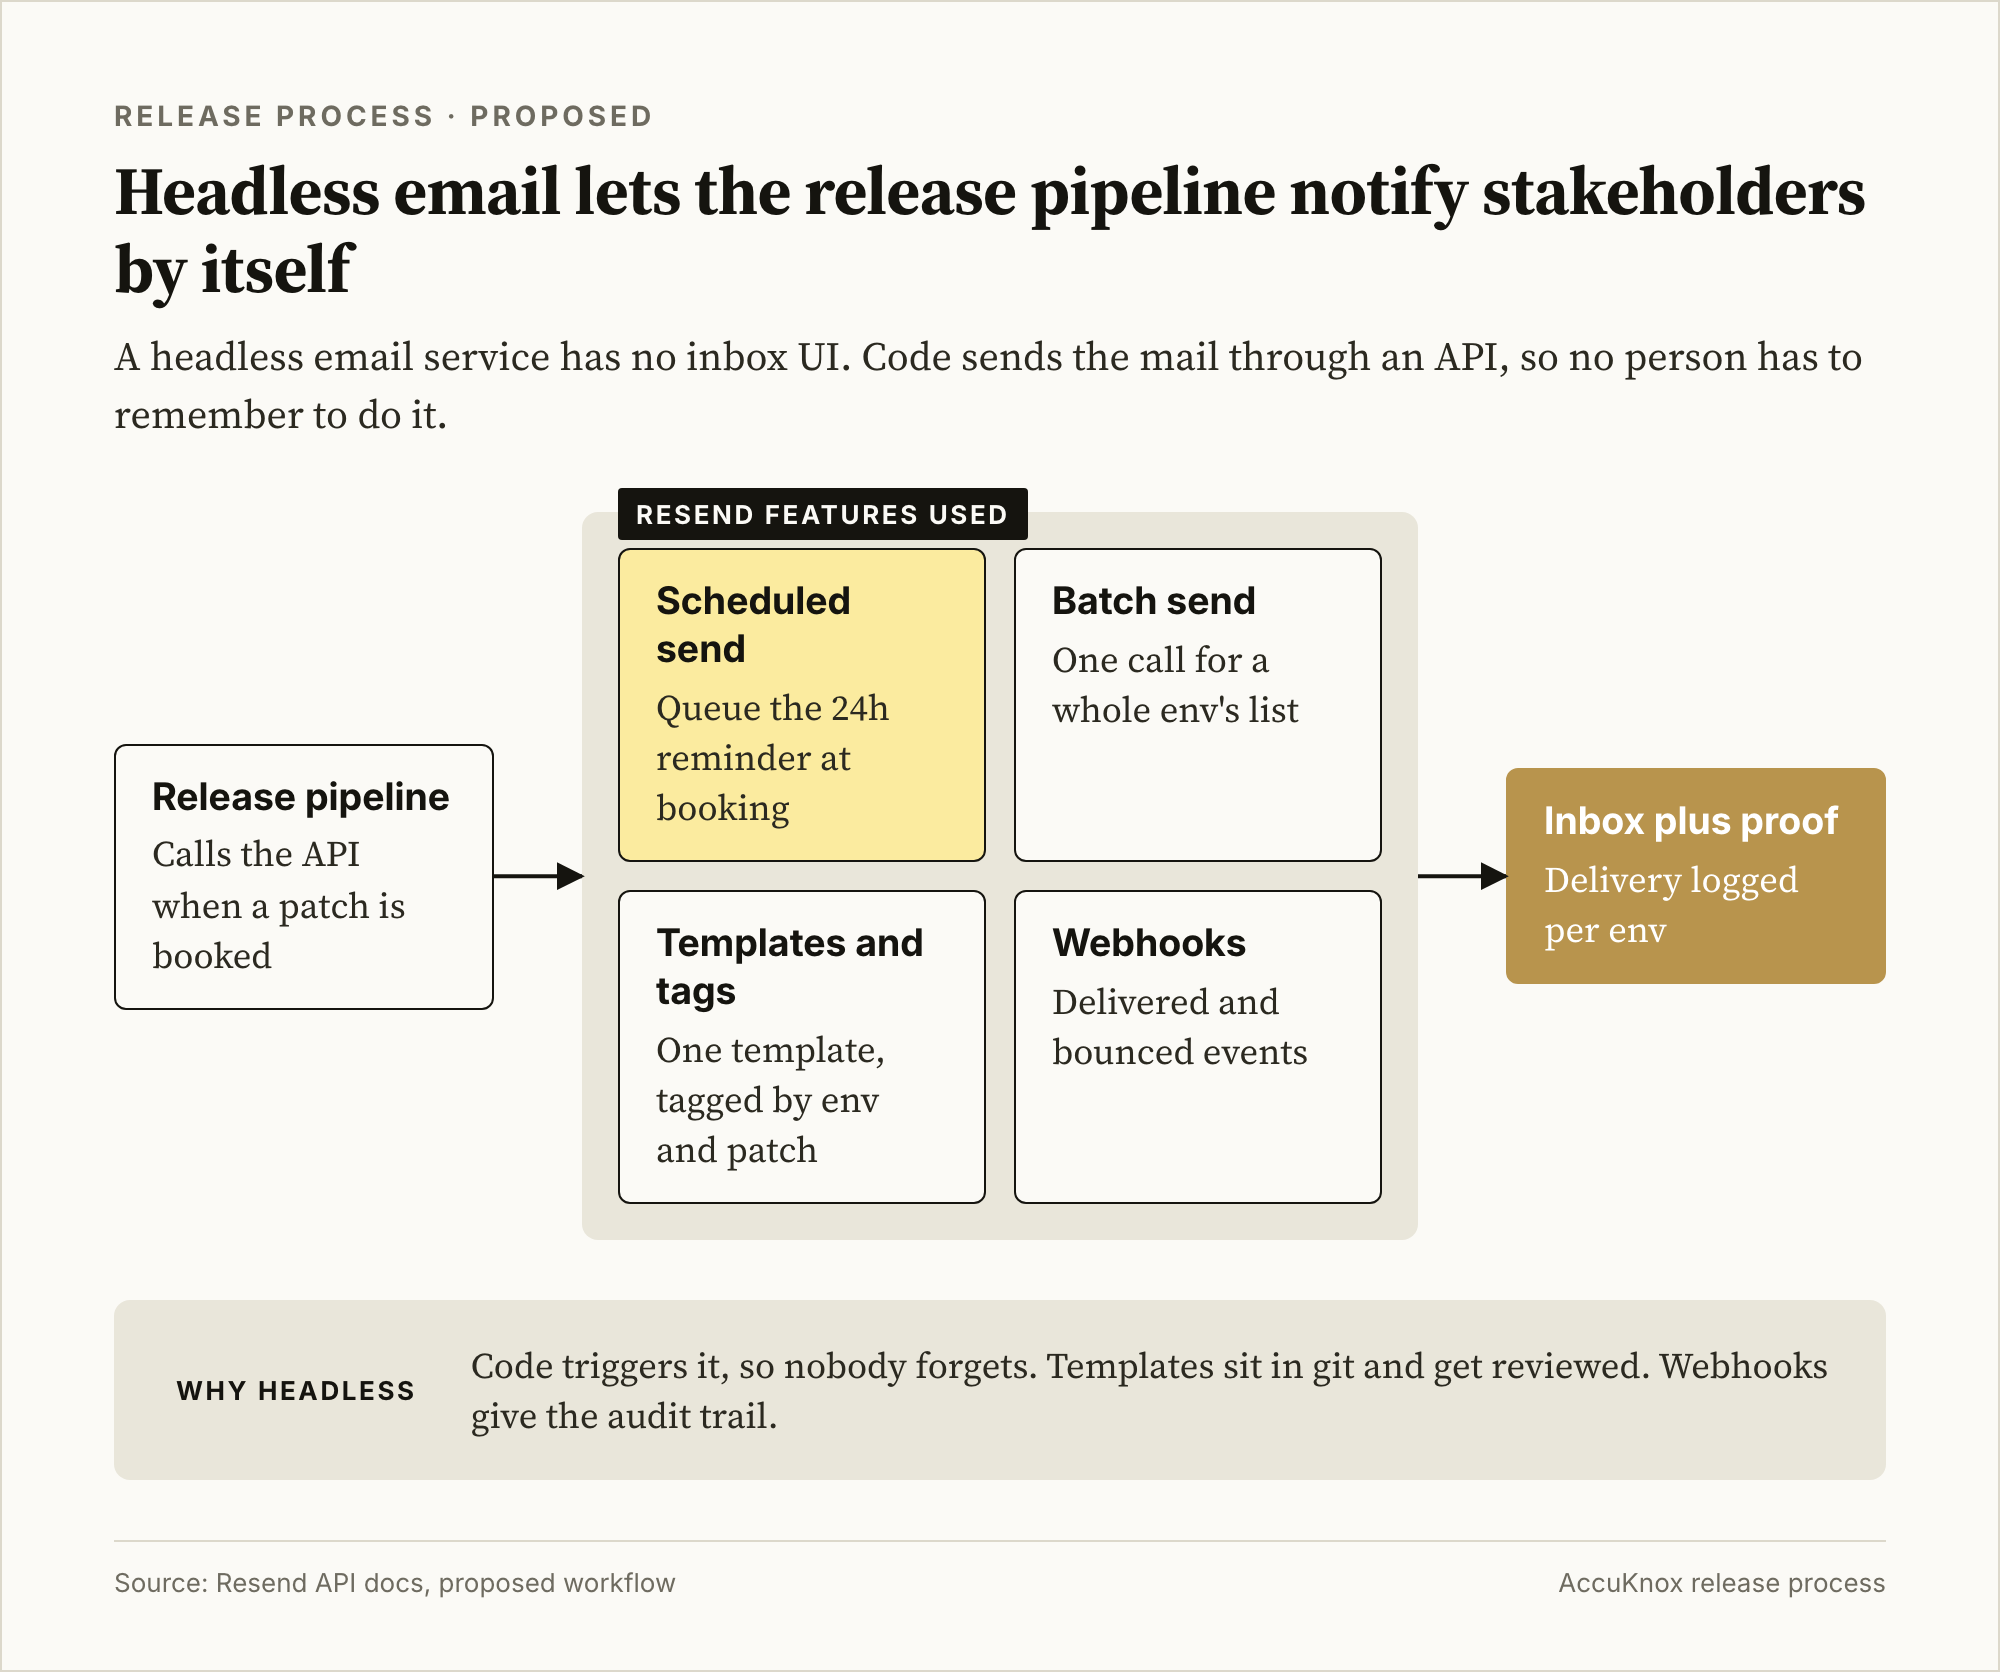 RELEASE PROCESS · PROPOSED
Headless email lets the release pipeline notify stakeholders
by itself
A headless email service has no inbox UI. Code sends the mail through an API, so no person has to
remember to do it.
Release pipeline
Calls the API
when a patch is
booked
RESEND FEATURES USED
Scheduled
send
Queue the 24h
reminder at
booking
Batch send
One call for a
whole env's list
Templates and
tags
One template,
tagged by env
and patch
Webhooks
Delivered and
bounced events
Inbox plus proof
Delivery logged
per env
WHY HEADLESS
Code triggers it, so nobody forgets. Templates sit in git and get reviewed. Webhooks
give the audit trail.
Source: Resend API docs, proposed workflow
AccuKnox release process